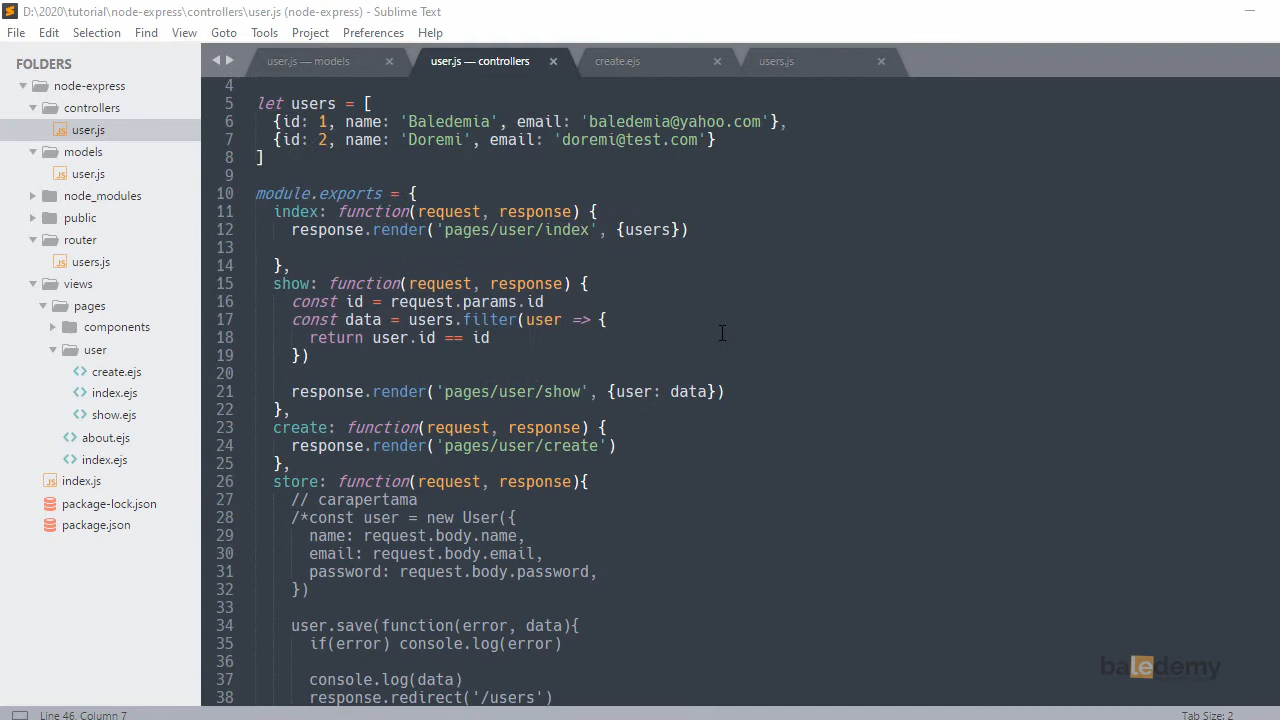 D:\2020\tutorial\node-express\controllers\user.js (node-express) - Sublime Text
File Edit Selection Find View Goto Tools Project Preferences Help
FOLDERS
node-express
controllers
user.js
models
user.js
node_modules
public
router
users.js
views
pages
components
user
create.ejs
index.ejs
show.ejs
about.ejs
index.ejs
index.js
package-lock.json
package.json
user.js — models
user.js — controllers
create.ejs
users.js
4
5 let users = [
6   {id: 1, name: 'Baledemia', email: 'baledemia@yahoo.com'},
7   {id: 2, name: 'Doremi', email: 'doremi@test.com'}
8 ]
9
10 module.exports = {
11   index: function(request, response) {
12     response.render('pages/user/index', {users})
13
14   },
15   show: function(request, response) {
16     const id = request.params.id
17     const data = users.filter(user => {
18       return user.id == id
19     })
20
21     response.render('pages/user/show', {user: data})
22   },
23   create: function(request, response) {
24     response.render('pages/user/create')
25   },
26   store: function(request, response){
27     // carapertama
28     /*const user = new User({
29       name: request.body.name,
30       email: request.body.email,
31       password: request.body.password,
32     })
33
34     user.save(function(error, data){
35       if(error) console.log(error)
36
37       console.log(data)
38       response.redirect('/users')
baledemy
Line 46, Column 7
Tab Size: 2